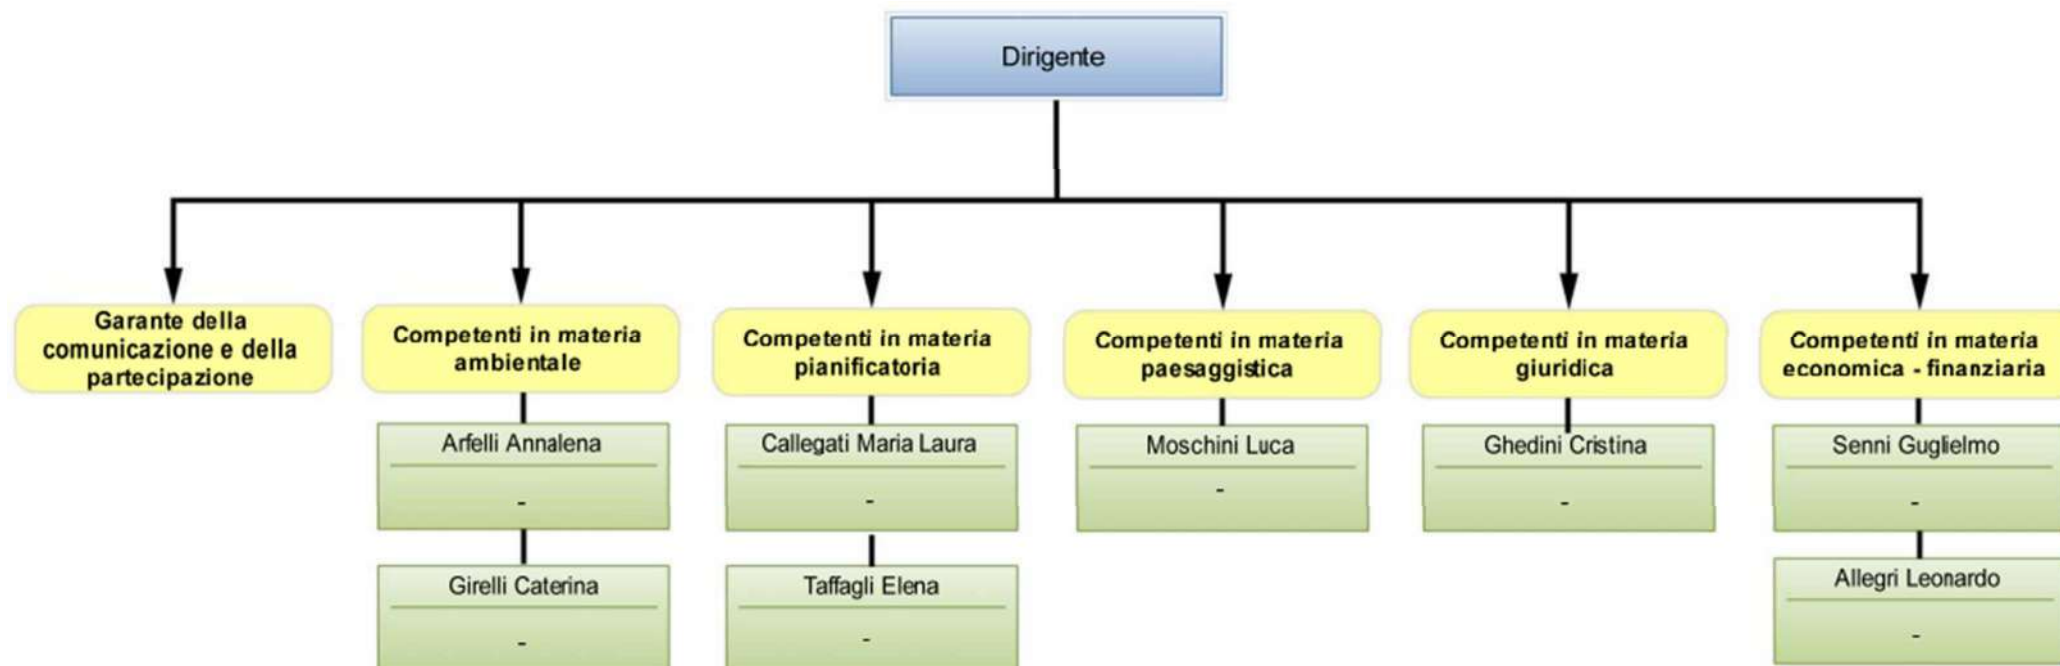 Dirigente
Garante della
comunicazione e della
partecipazione
Competenti in materia
ambientale
Competenti in materia
pianificatoria
Competenti in materia
paesaggistica
Competenti in materia
giuridica
Competenti in materia
economica - finanziaria
Arfelli Annalena
-
Girelli Caterina
-
Callegati Maria Laura
-
Taffagli Elena
-
Moschini Luca
-
Ghedini Cristina
-
Senni Guglielmo
-
Allegri Leonardo
-